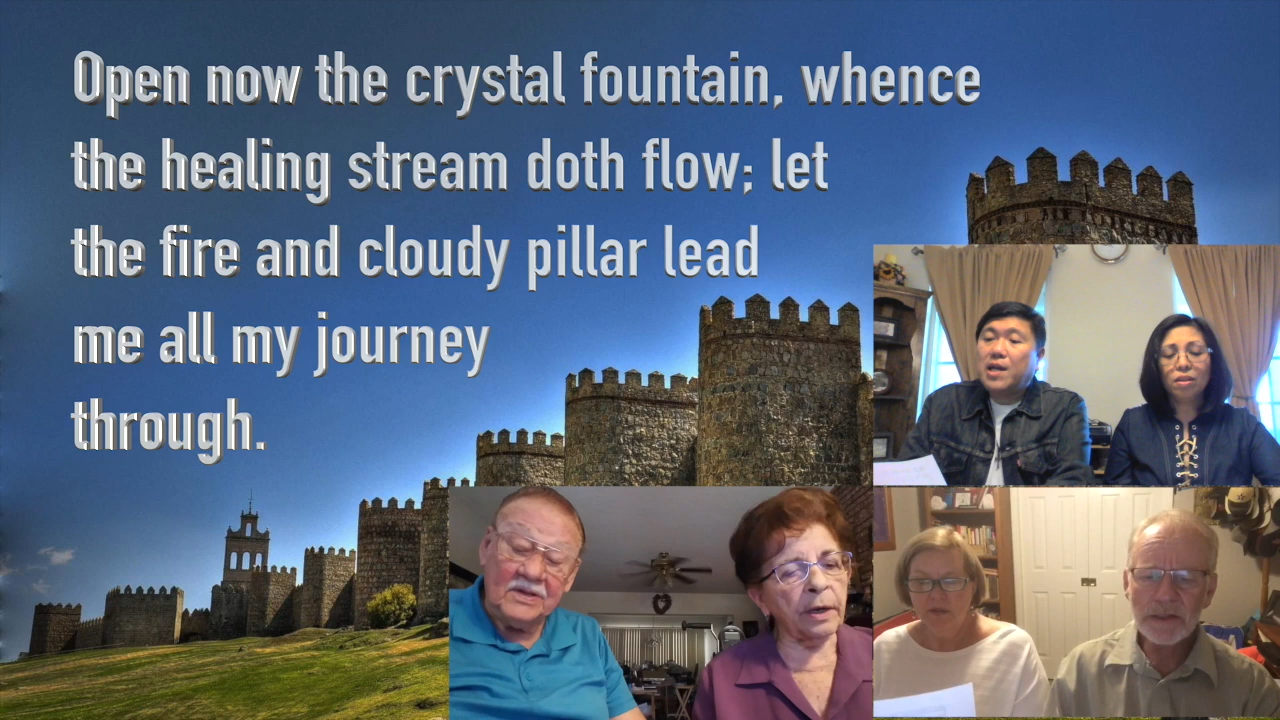 Open now the crystal fountain, whence
the healing stream doth flow; let
the fire and cloudy pillar lead
me all my journey
through.